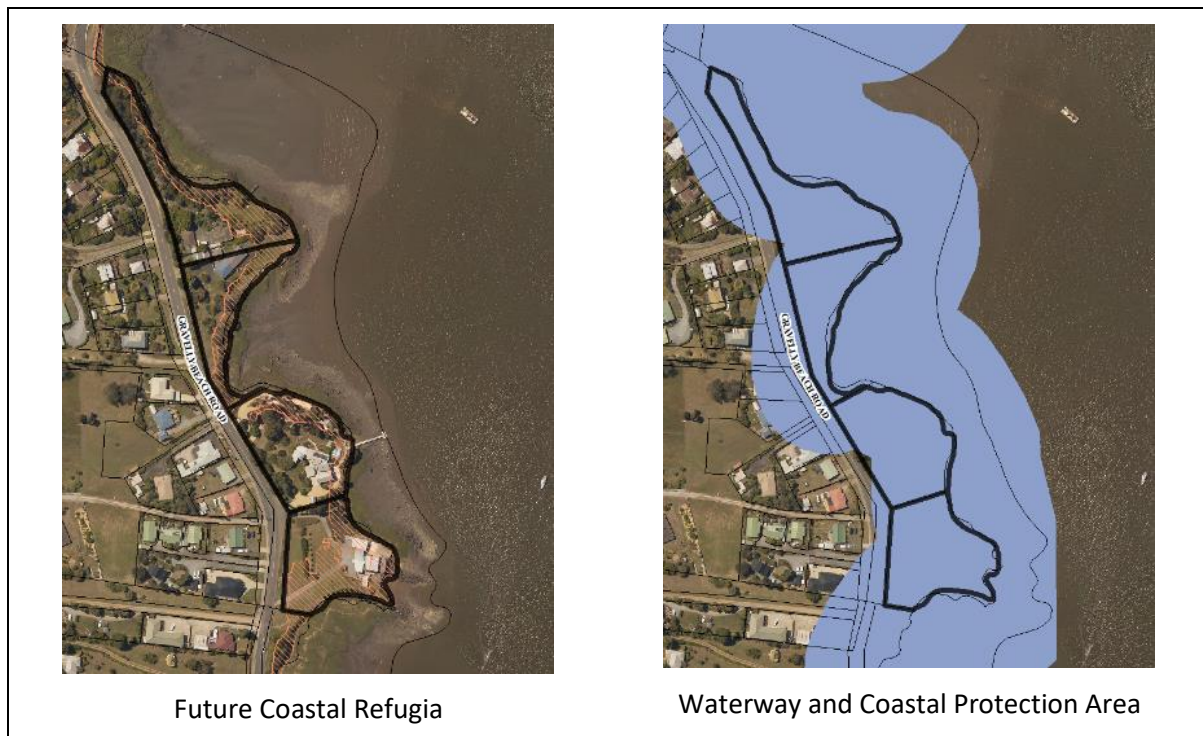 GRAVELLY BEACH ROAD
GRAVELLY BEACH ROAD
Future Coastal Refugia
Waterway and Coastal Protection Area